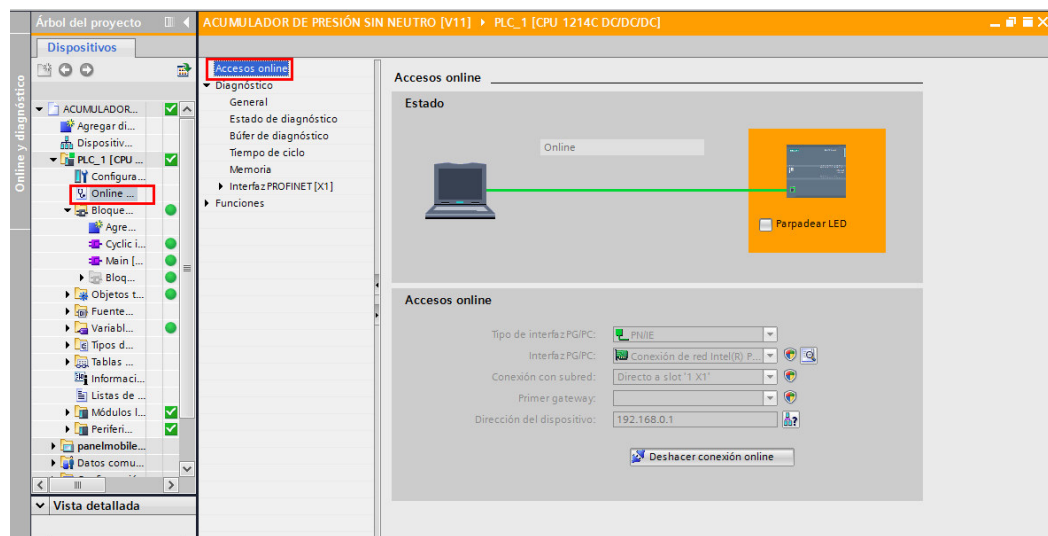 Árbol del proyecto
ACUMULADOR DE PRESIÓN SIN NEUTRO [V11] ▸ PLC_1 [CPU 1214C DC/DC/DC]
Dispositivos
Online y diagnóstico
ACUMULADOR...
Agregar di...
Dispositiv...
PLC_1 [CPU ...
Configura...
Online ...
Bloque...
Agre...
Cyclic i...
Main [...
Bloq...
Objetos t...
Fuente...
Variabl...
Tipos d...
Tablas ...
Informaci...
Listas de ...
Módulos l...
Periferi...
panelmobile...
Datos comu...
Vista detallada
Accesos online
Diagnóstico
General
Estado de diagnóstico
Búfer de diagnóstico
Tiempo de ciclo
Memoria
Interfaz PROFINET [X1]
Funciones
Accesos online
Estado
Online
Parpadear LED
Accesos online
Tipo de interfaz PG/PC: PN/IE
Interfaz PG/PC: Conexión de red Intel(R) P...
Conexión con subred: Directo a slot '1 X1'
Primer gateway:
Dirección del dispositivo: 192.168.0.1
Deshacer conexión online